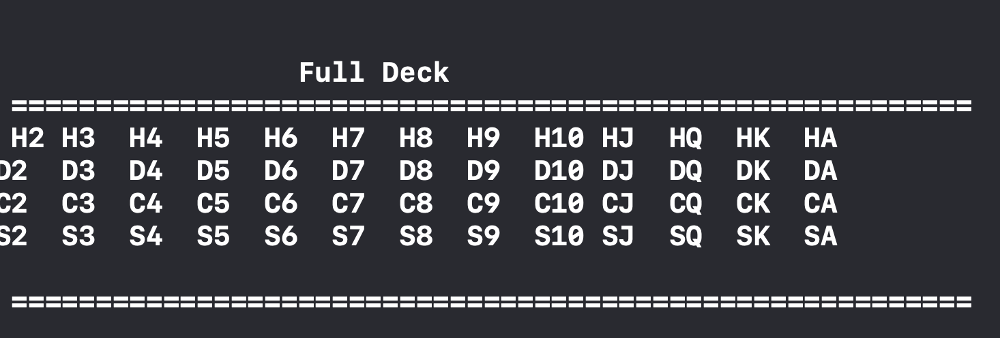 Full Deck
=========================================================
H2 H3  H4  H5  H6  H7  H8  H9  H10 HJ  HQ  HK  HA
D2  D3  D4  D5  D6  D7  D8  D9  D10 DJ  DQ  DK  DA
C2  C3  C4  C5  C6  C7  C8  C9  C10 CJ  CQ  CK  CA
S2  S3  S4  S5  S6  S7  S8  S9  S10 SJ  SQ  SK  SA
=========================================================